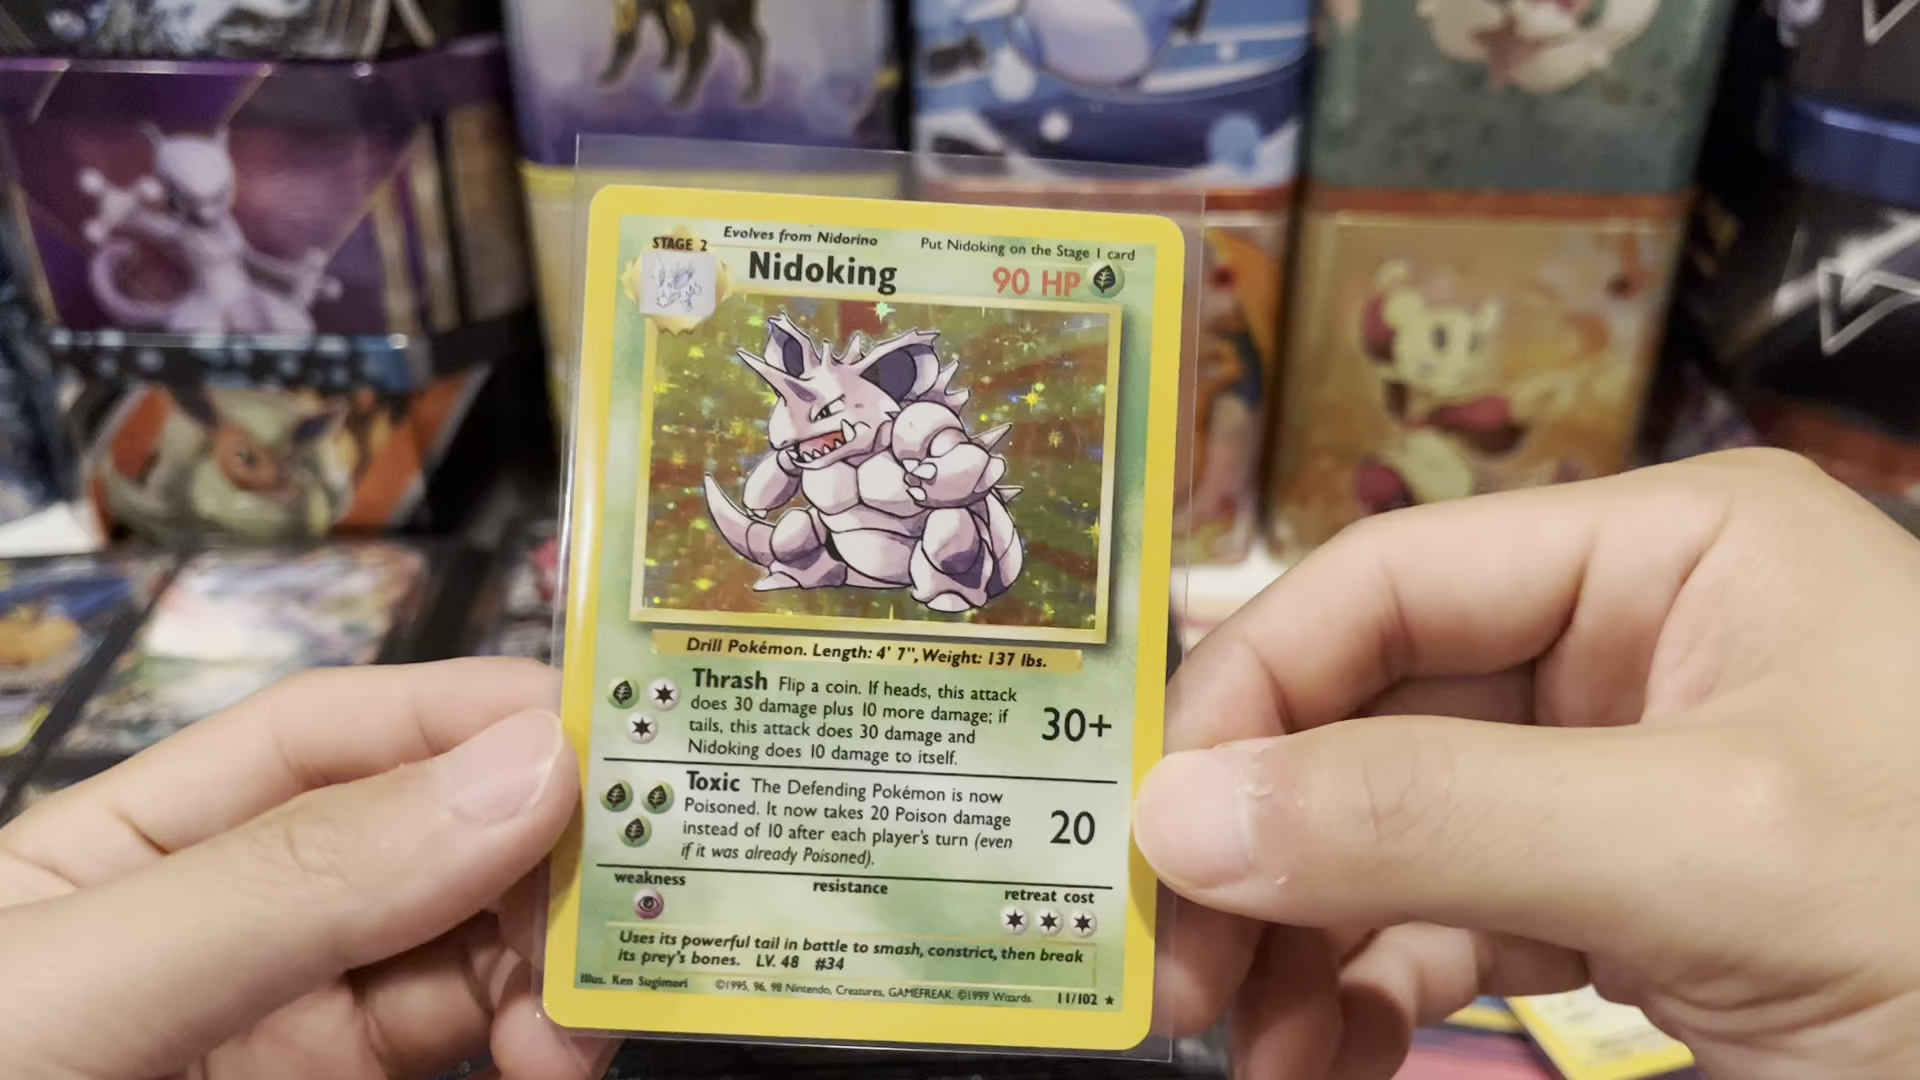 Evolves from Nidorino
Put Nidoking on the Stage 1 card
STAGE 2
Nidoking
90 HP
Drill Pokémon. Length: 4' 7", Weight: 137 lbs.
Thrash Flip a coin. If heads, this attack
does 30 damage plus 10 more damage; if
tails, this attack does 30 damage and
Nidoking does 10 damage to itself.
30+
Toxic The Defending Pokémon is now
Poisoned. It now takes 20 Poison damage
instead of 10 after each player's turn (even
if it was already Poisoned).
20
weakness
resistance
retreat cost
Uses its powerful tail in battle to smash, constrict, then break
its prey's bones. LV. 48 #34
Illus. Ken Sugimori
©1995, 96, 98 Nintendo, Creatures, GAMEFREAK. ©1999 Wizards.
11/102